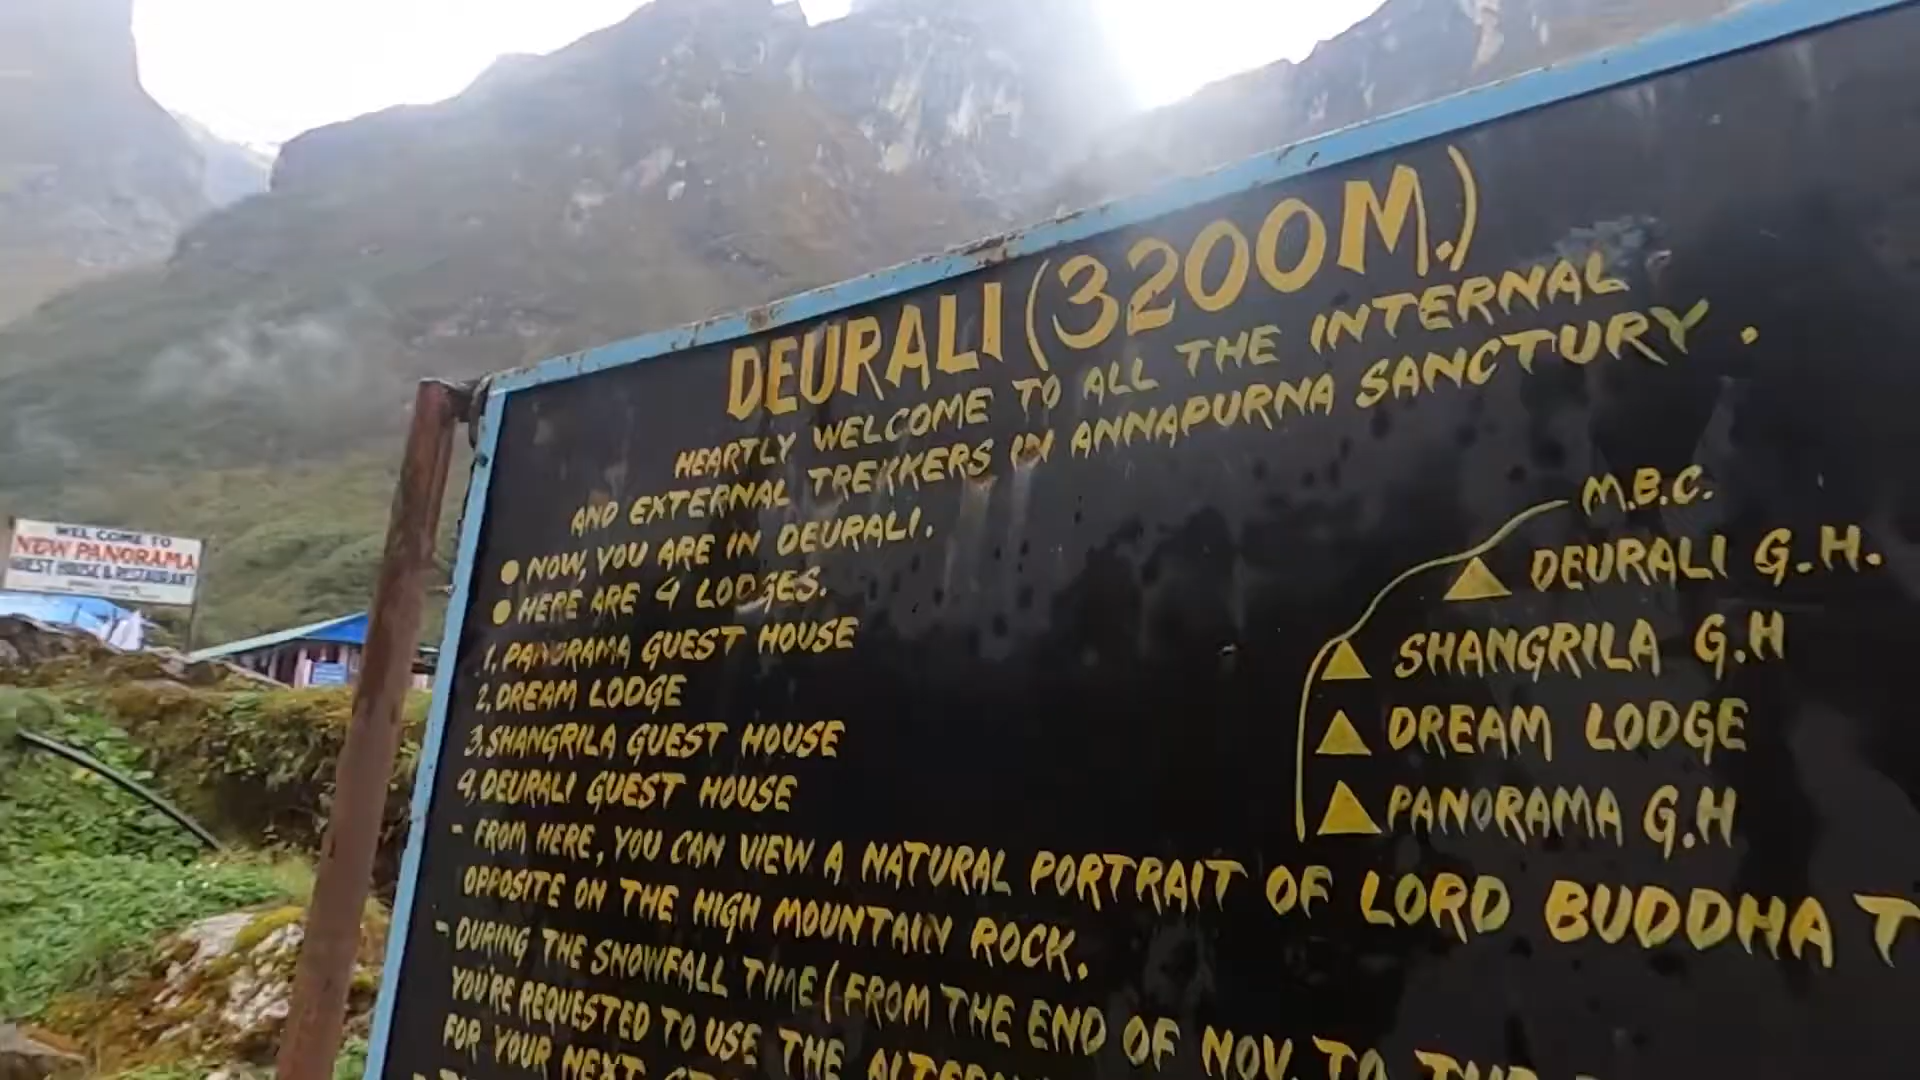 DEURALI (3200M.)
HEARTLY WELCOME TO ALL THE INTERNAL
AND EXTERNAL TREKKERS IN ANNAPURNA SANCTURY.
● NOW, YOU ARE IN DEURALI.
● HERE ARE 4 LODGES.
1. PANORAMA GUEST HOUSE
2. DREAM LODGE
3. SHANGRILA GUEST HOUSE
4. DEURALI GUEST HOUSE
M.B.C.
DEURALI G.H.
SHANGRILA G.H
DREAM LODGE
PANORAMA G.H
- FROM HERE, YOU CAN VIEW A NATURAL PORTRAIT OF LORD BUDDHA
OPPOSITE ON THE HIGH MOUNTAIN ROCK.
- DURING THE SNOWFALL TIME (FROM THE END OF NOV. TO
YOU'RE REQUESTED TO USE THE
FOR YOUR NEXT
WEL COME TO
NEW PANORAMA
GUEST HOUSE & RESTAURANT